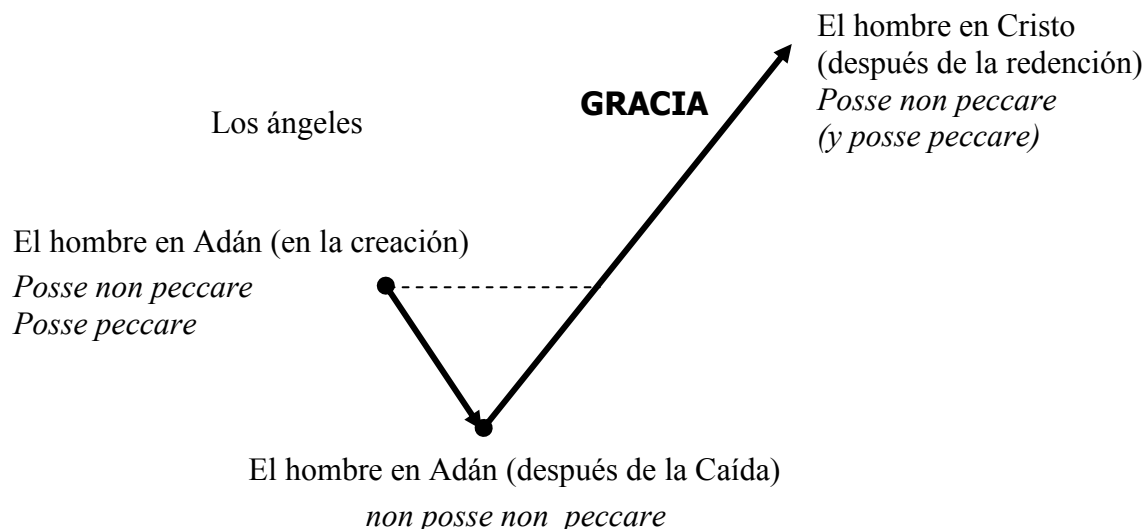 El hombre en Cristo
(después de la redención)
Posse non peccare
(y posse peccare)
GRACIA
Los ángeles
El hombre en Adán (en la creación)
Posse non peccare
Posse peccare
El hombre en Adán (después de la Caída)
non posse non peccare